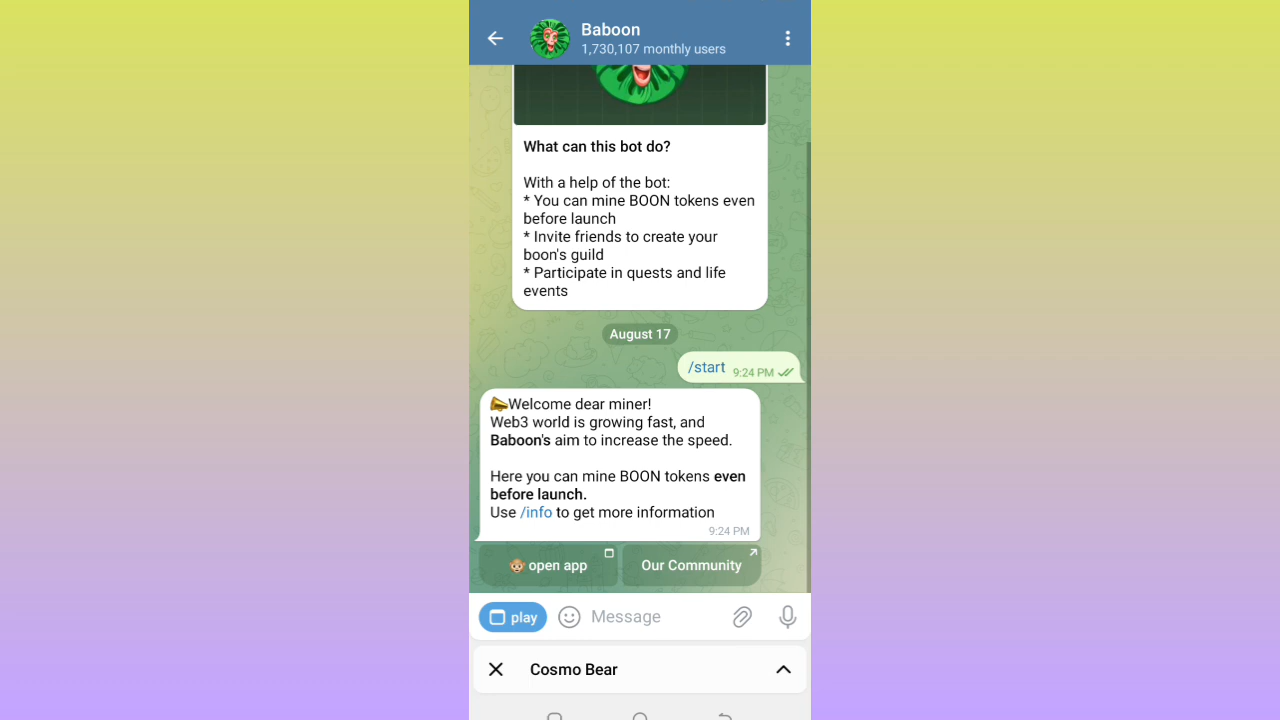 Baboon
1,730,107 monthly users
What can this bot do?
With a help of the bot:
* You can mine BOON tokens even
before launch
* Invite friends to create your
boon's guild
* Participate in quests and life
events
August 17
/start 9:24 PM
Welcome dear miner!
Web3 world is growing fast, and
Baboon's aim to increase the speed.
Here you can mine BOON tokens even
before launch.
Use /info to get more information
9:24 PM
open app
Our Community
play
Message
Cosmo Bear